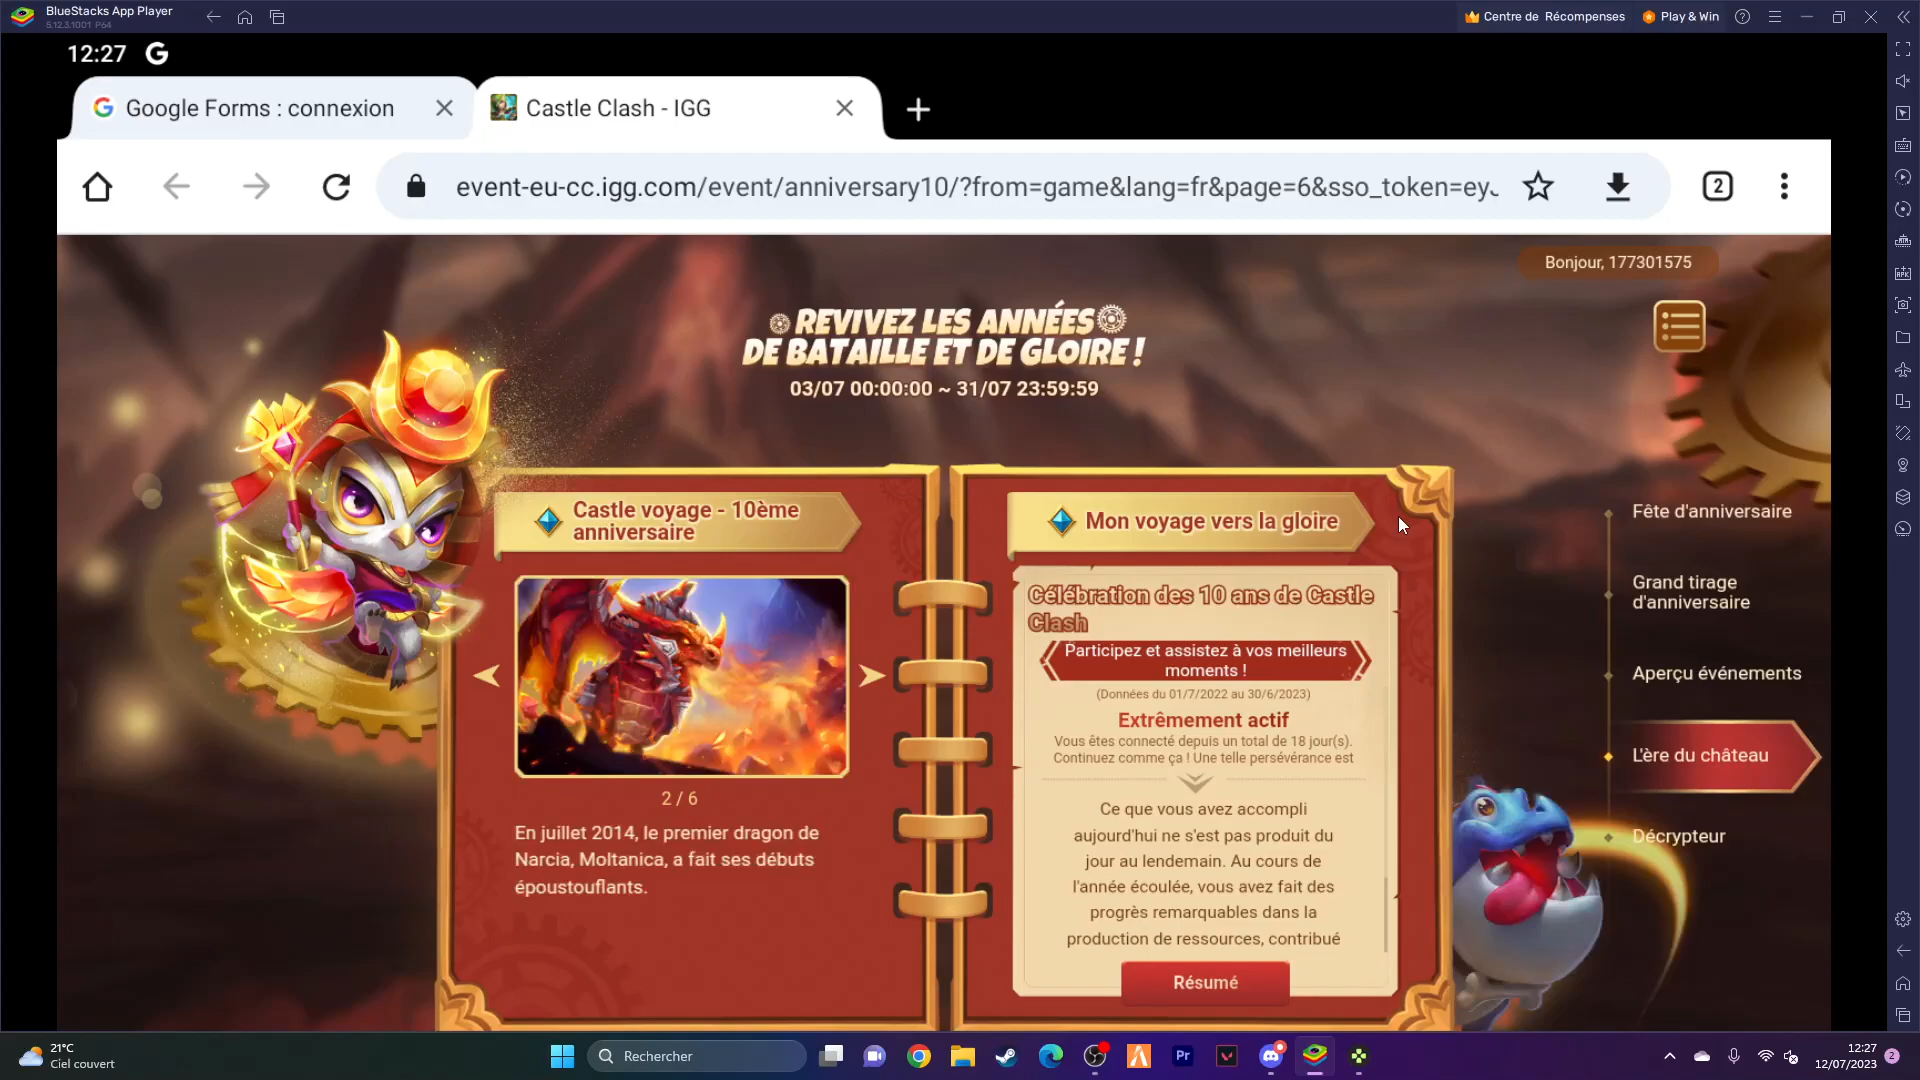 BlueStacks App Player
5.12.3.1001 P64
Centre de Récompenses
Play & Win
12:27
Google Forms : connexion
Castle Clash - IGG
event-eu-cc.igg.com/event/anniversary10/?from=game&lang=fr&page=6&sso_token=eyJ
2
Bonjour, 177301575
REVIVEZ LES ANNÉES
DE BATAILLE ET DE GLOIRE !
03/07 00:00:00 ~ 31/07 23:59:59
Castle voyage - 10ème
anniversaire
2 / 6
En juillet 2014, le premier dragon de
Narcia, Moltanica, a fait ses débuts
époustouflants.
Mon voyage vers la gloire
Célébration des 10 ans de Castle
Clash
Participez et assistez à vos meilleurs
moments !
(Données du 01/7/2022 au 30/6/2023)
Extrêmement actif
Vous êtes connecté depuis un total de 18 jour(s).
Continuez comme ça ! Une telle persévérance est
Ce que vous avez accompli
aujourd'hui ne s'est pas produit du
jour au lendemain. Au cours de
l'année écoulée, vous avez fait des
progrès remarquables dans la
production de ressources, contribué
Résumé
Fête d'anniversaire
Grand tirage
d'anniversaire
Aperçu événements
L'ère du château
Décrypteur
21°C
Ciel couvert
Rechercher
Pr
12:27
12/07/2023
2